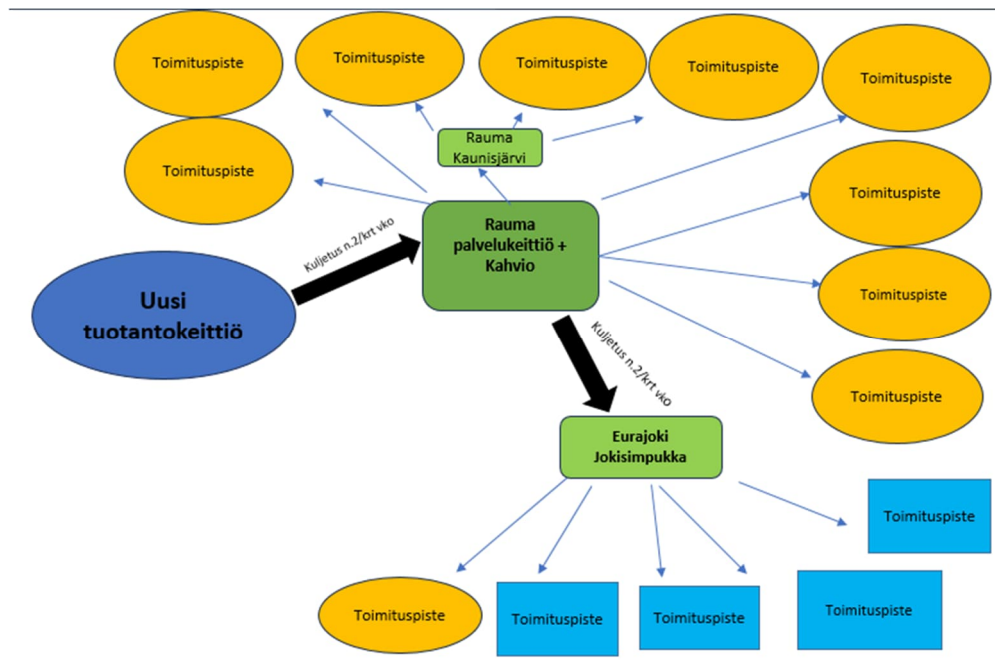 Toimituspiste
Toimituspiste
Toimituspiste
Toimituspiste
Toimituspiste
Rauma
Kaunisjärvi
Toimituspiste
Toimituspiste
Rauma
palvelukeittiö +
Kahvio
Kuljetus n.2/krt vko
Uusi
tuotantokeittiö
Toimituspiste
Kuljetus n.2/krt vko
Toimituspiste
Eurajoki
Jokisimpukka
Toimituspiste
Toimituspiste
Toimituspiste
Toimituspiste
Toimituspiste